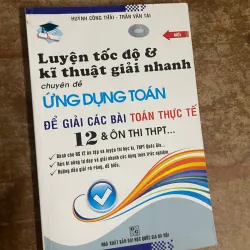 HUỲNH CÔNG THÁI - TRẦN VĂN TÀI
MỚI
Luyện tốc độ &
kĩ thuật giải nhanh
chuyên đề
ỨNG DỤNG TOÁN
ĐỂ GIẢI CÁC BÀI TOÁN THỰC TẾ
12 & ÔN THI THPT...
NHÀ XUẤT BẢN ĐẠI HỌC QUỐC GIA HÀ NỘI